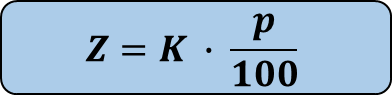 Z = K · p/100